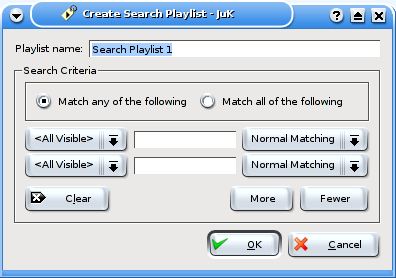 Create Search Playlist - JuK
Playlist name: Search Playlist 1
Search Criteria
Match any of the following Match all of the following
<All Visible> Normal Matching
<All Visible> Normal Matching
Clear More Fewer
OK Cancel